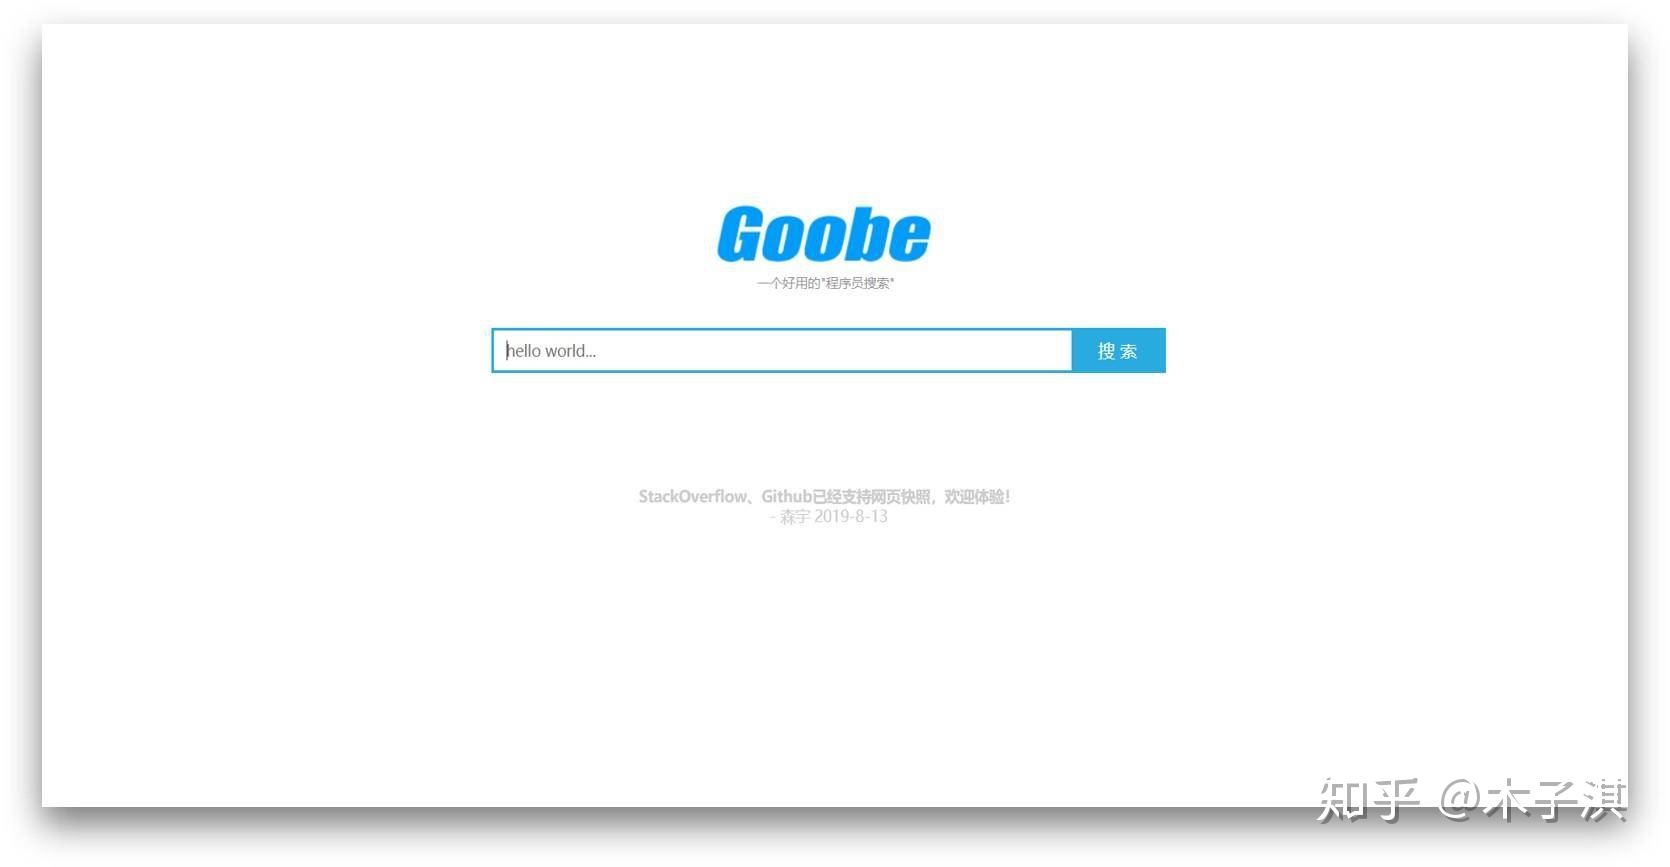 Goobe
一个好用的"程序员搜索"
hello world...
搜 索
StackOverflow、Github已经支持网页快照，欢迎体验！
- 森宇 2019-8-13
知乎 @木子淇